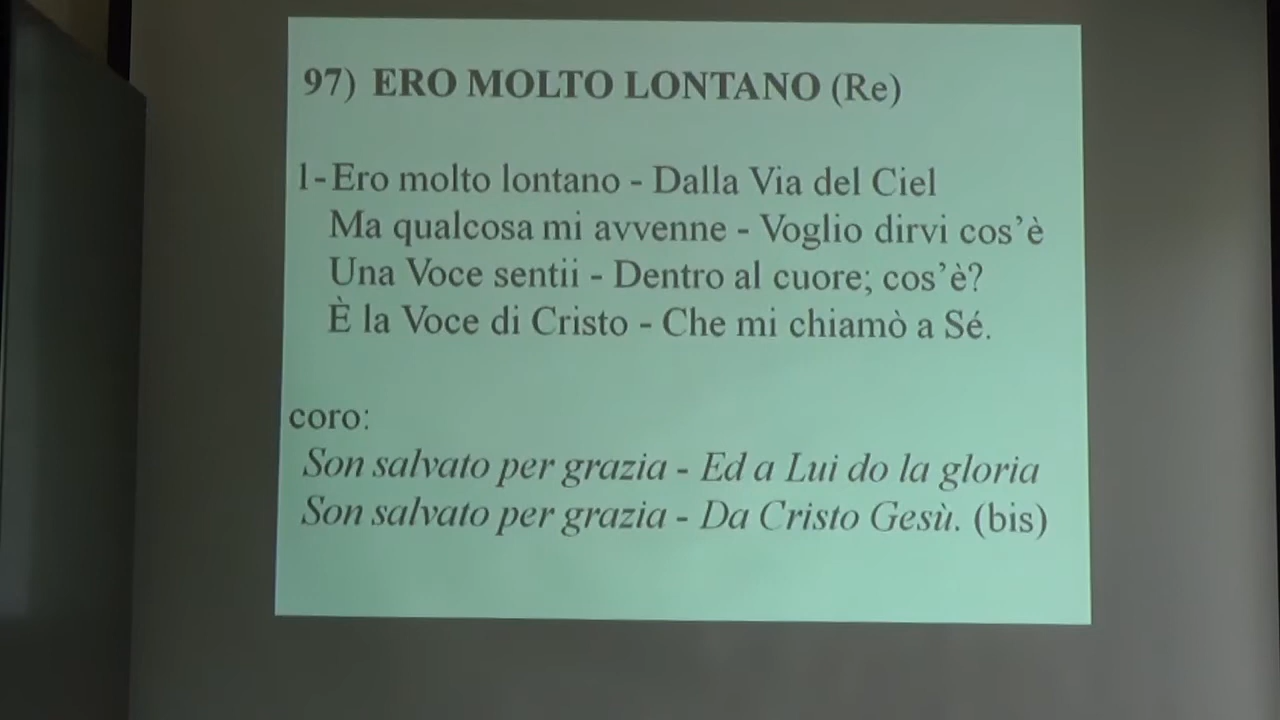 97) ERO MOLTO LONTANO (Re)
1-Ero molto lontano - Dalla Via del Ciel
Ma qualcosa mi avvenne - Voglio dirvi cos'è
Una Voce sentii - Dentro al cuore; cos'è?
È la Voce di Cristo - Che mi chiamò a Sé.
coro:
Son salvato per grazia - Ed a Lui do la gloria
Son salvato per grazia - Da Cristo Gesù. (bis)